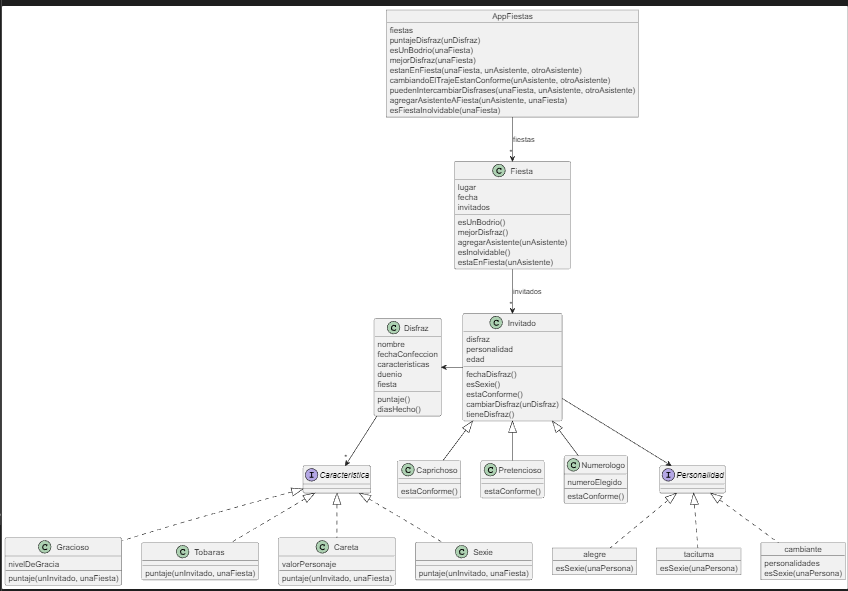 AppFiestas
fiestas
puntajeDisfraz(unDisfraz)
esUnBodrio(unaFiesta)
mejorDisfraz(unaFiesta)
estanEnFiesta(unaFiesta, unAsistente, otroAsistente)
cambiandoElTrajeEstanConforme(unAsistente, otroAsistente)
puedenIntercambiarDisfrases(unaFiesta, unAsistente, otroAsistente)
agregarAsistenteAFiesta(unAsistente, unaFiesta)
esFiestaInolvidable(unaFiesta)
fiestas
*
C Fiesta
lugar
fecha
invitados
esUnBodrio()
mejorDisfraz()
agregarAsistente(unAsistente)
esInolvidable()
estaEnFiesta(unAsistente)
invitados
*
C Disfraz
nombre
fechaConfeccion
caracteristicas
duenio
fiesta
puntaje()
diasHecho()
C Invitado
disfraz
personalidad
edad
fechaDisfraz()
esSexie()
estaConforme()
cambiarDisfraz(unDisfraz)
tieneDisfraz()
*
I Caracteristica
C Caprichoso
estaConforme()
C Pretencioso
estaConforme()
C Numerologo
numeroElegido
estaConforme()
I Personalidad
C Gracioso
nivelDeGracia
puntaje(unInvitado, unaFiesta)
C Tobaras
puntaje(unInvitado, unaFiesta)
C Careta
valorPersonaje
puntaje(unInvitado, unaFiesta)
C Sexie
puntaje(unInvitado, unaFiesta)
alegre
esSexie(unaPersona)
tacituma
esSexie(unaPersona)
cambiante
personalidades
esSexie(unaPersona)